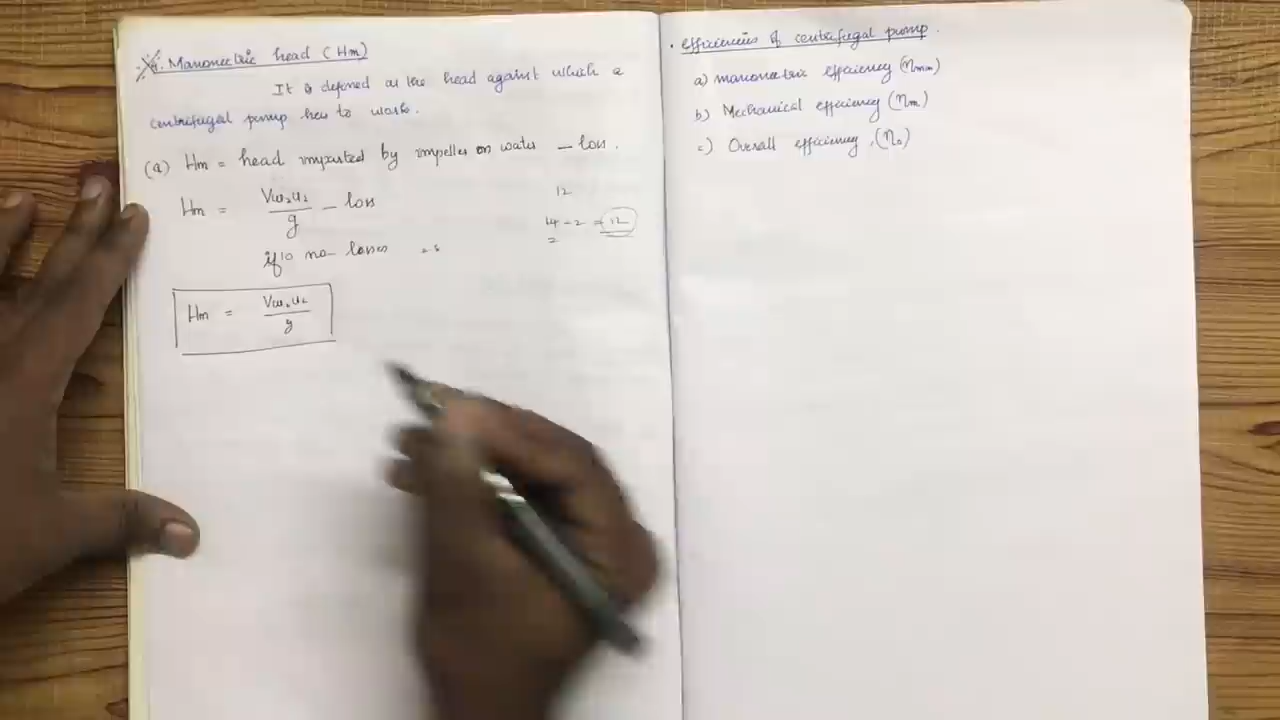 4. Manometric head (Hm)
It is defined as the head against which a
centrifugal pump has to work.
(a) Hm = head imparted by impeller on water - loss.
Hm = Vw₂u₂/g - loss
if no losses
Hm = Vw₂u₂/g
12
14 - 2 = 12
. Efficiencies of centrifugal pump.
a) manometric efficiency (ηman)
b) Mechanical efficiency (ηm)
c) Overall efficiency, (ηo)